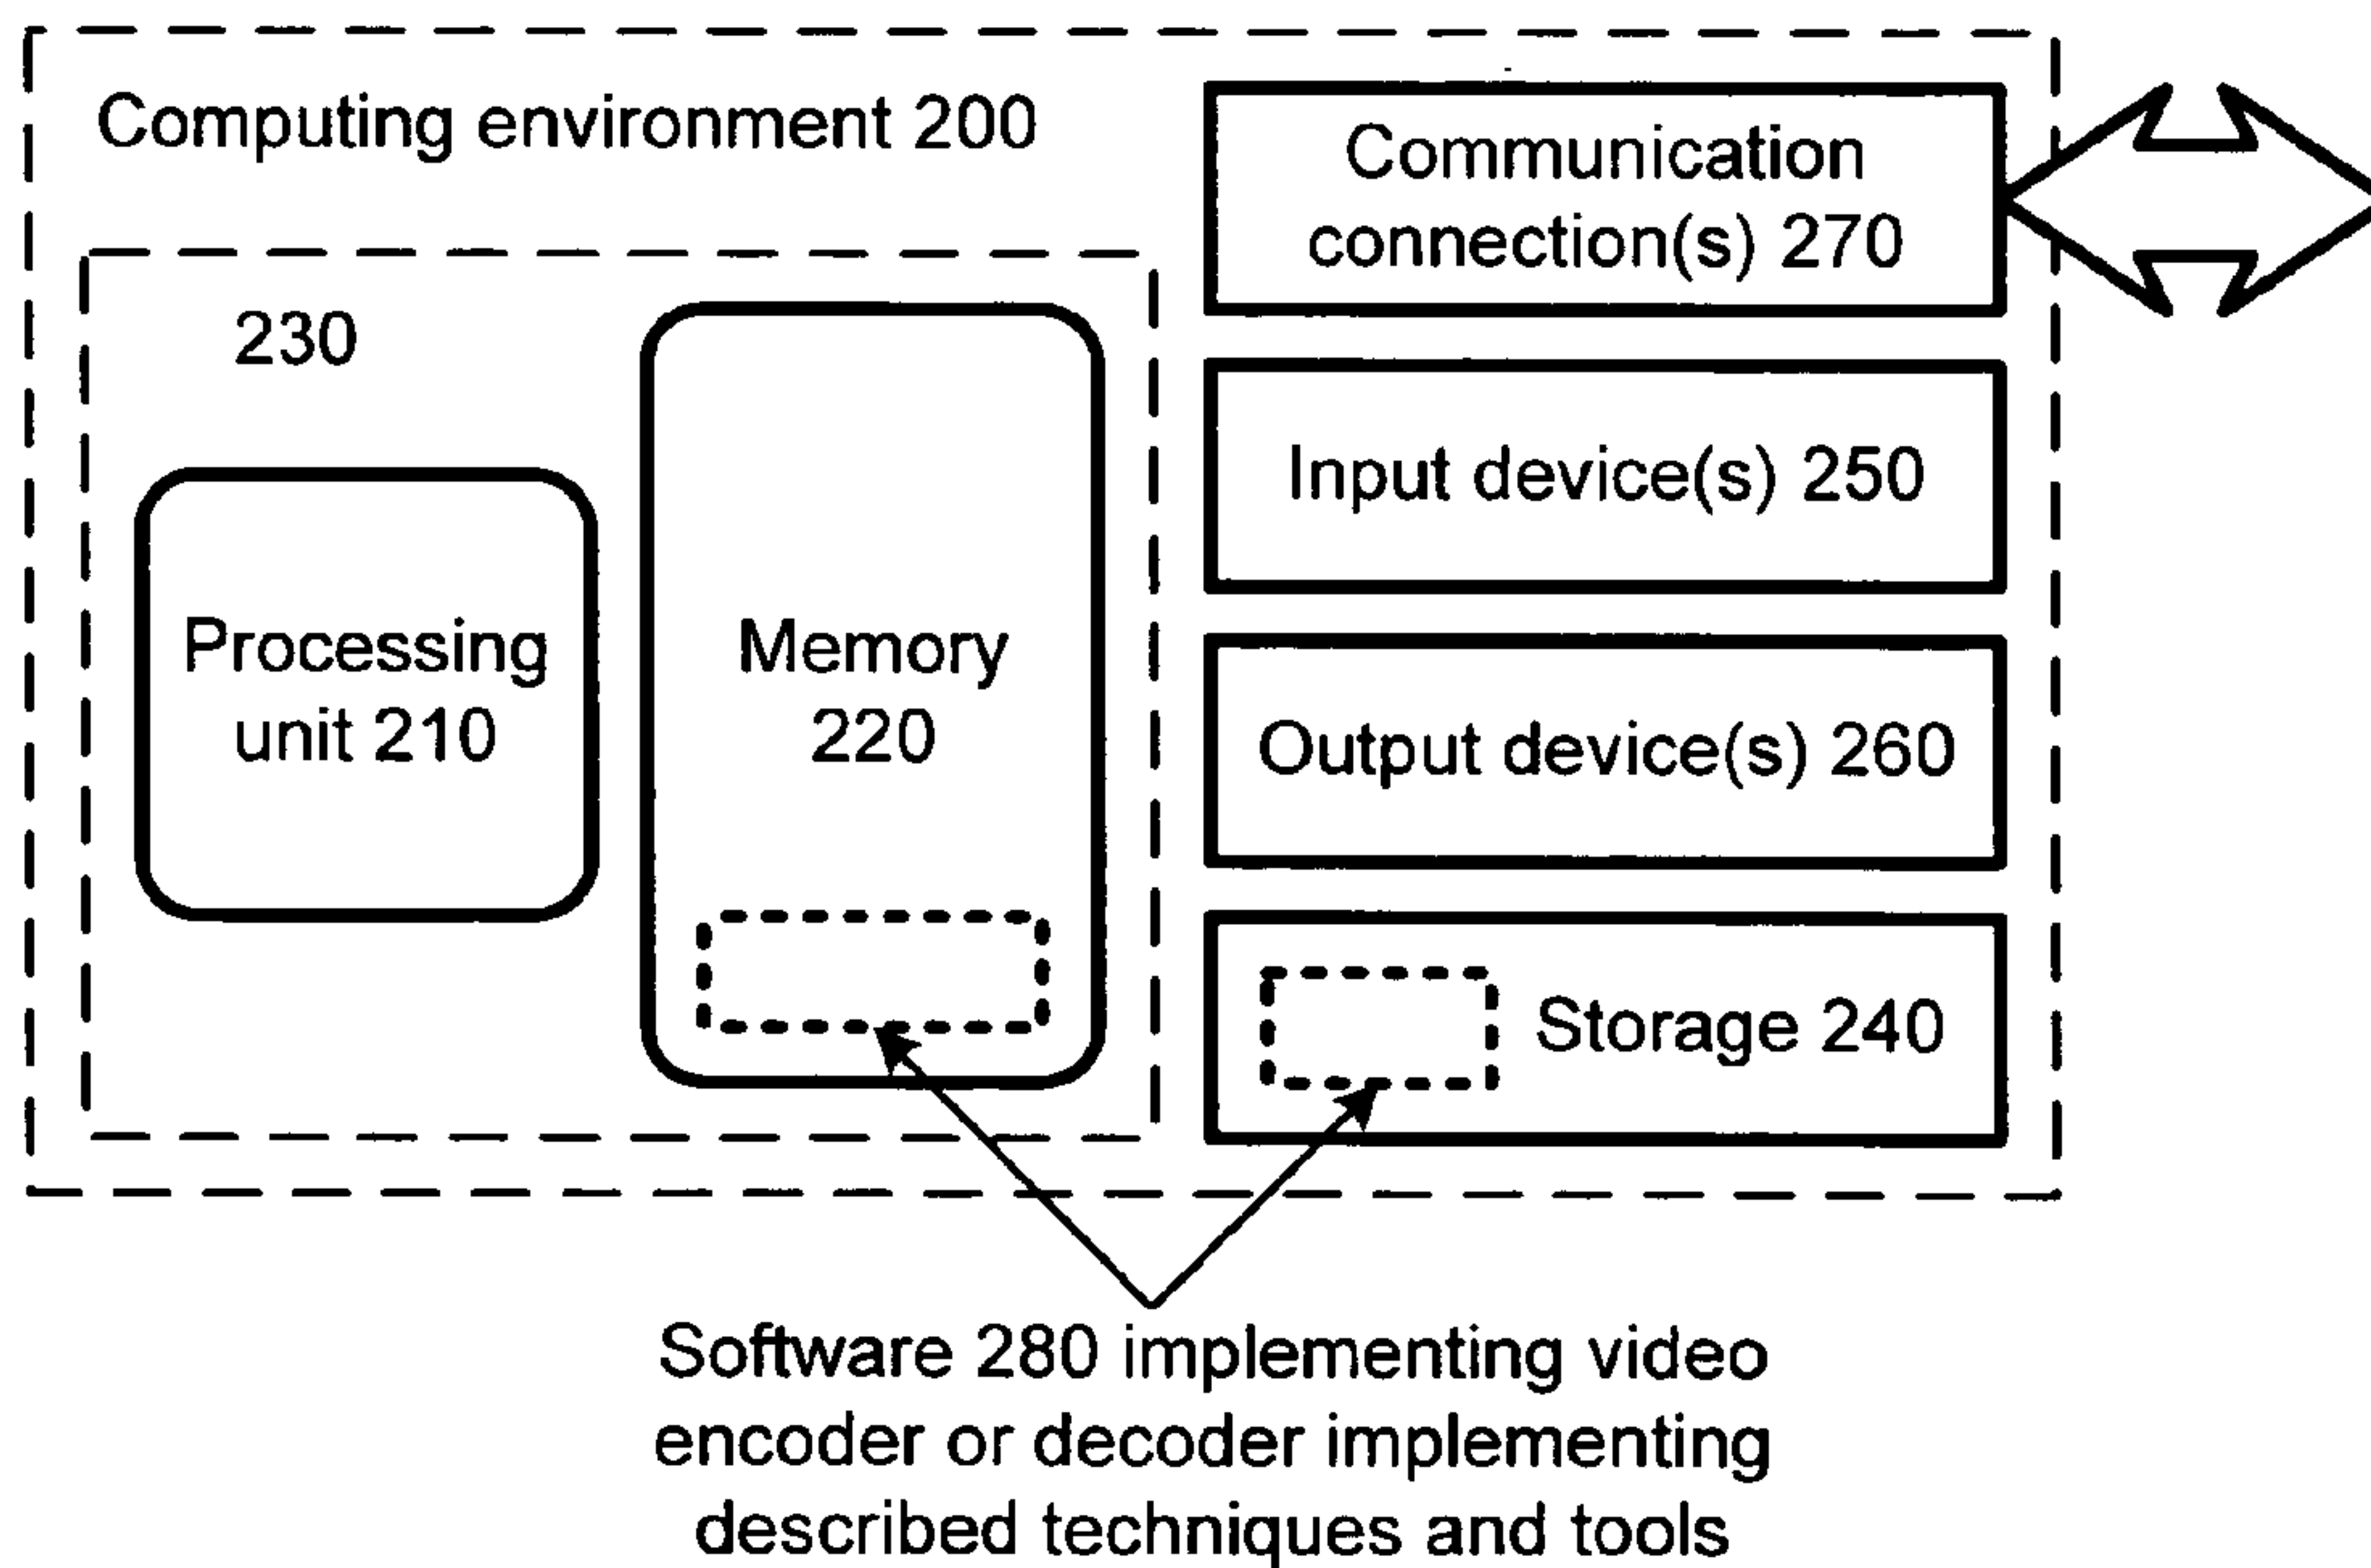 Computing environment 200
Communication
connection(s) 270
230
Input device(s) 250
Processing
unit 210
Memory
220
Output device(s) 260
Storage 240
Software 280 implementing video
encoder or decoder implementing
described techniques and tools